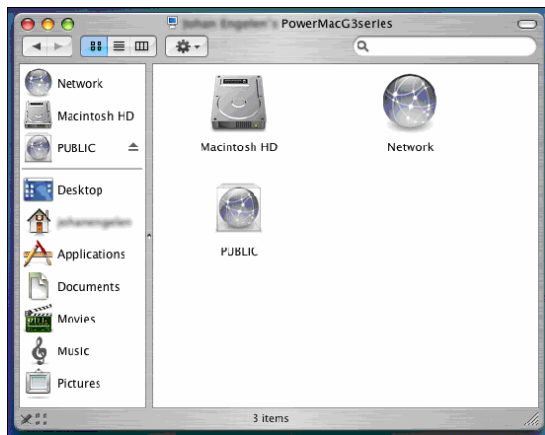 PowerMacG3series
Network
Macintosh HD
PUBLIC
Desktop
Applications
Documents
Movies
Music
Pictures
Macintosh HD
Network
PUBLIC
3 items